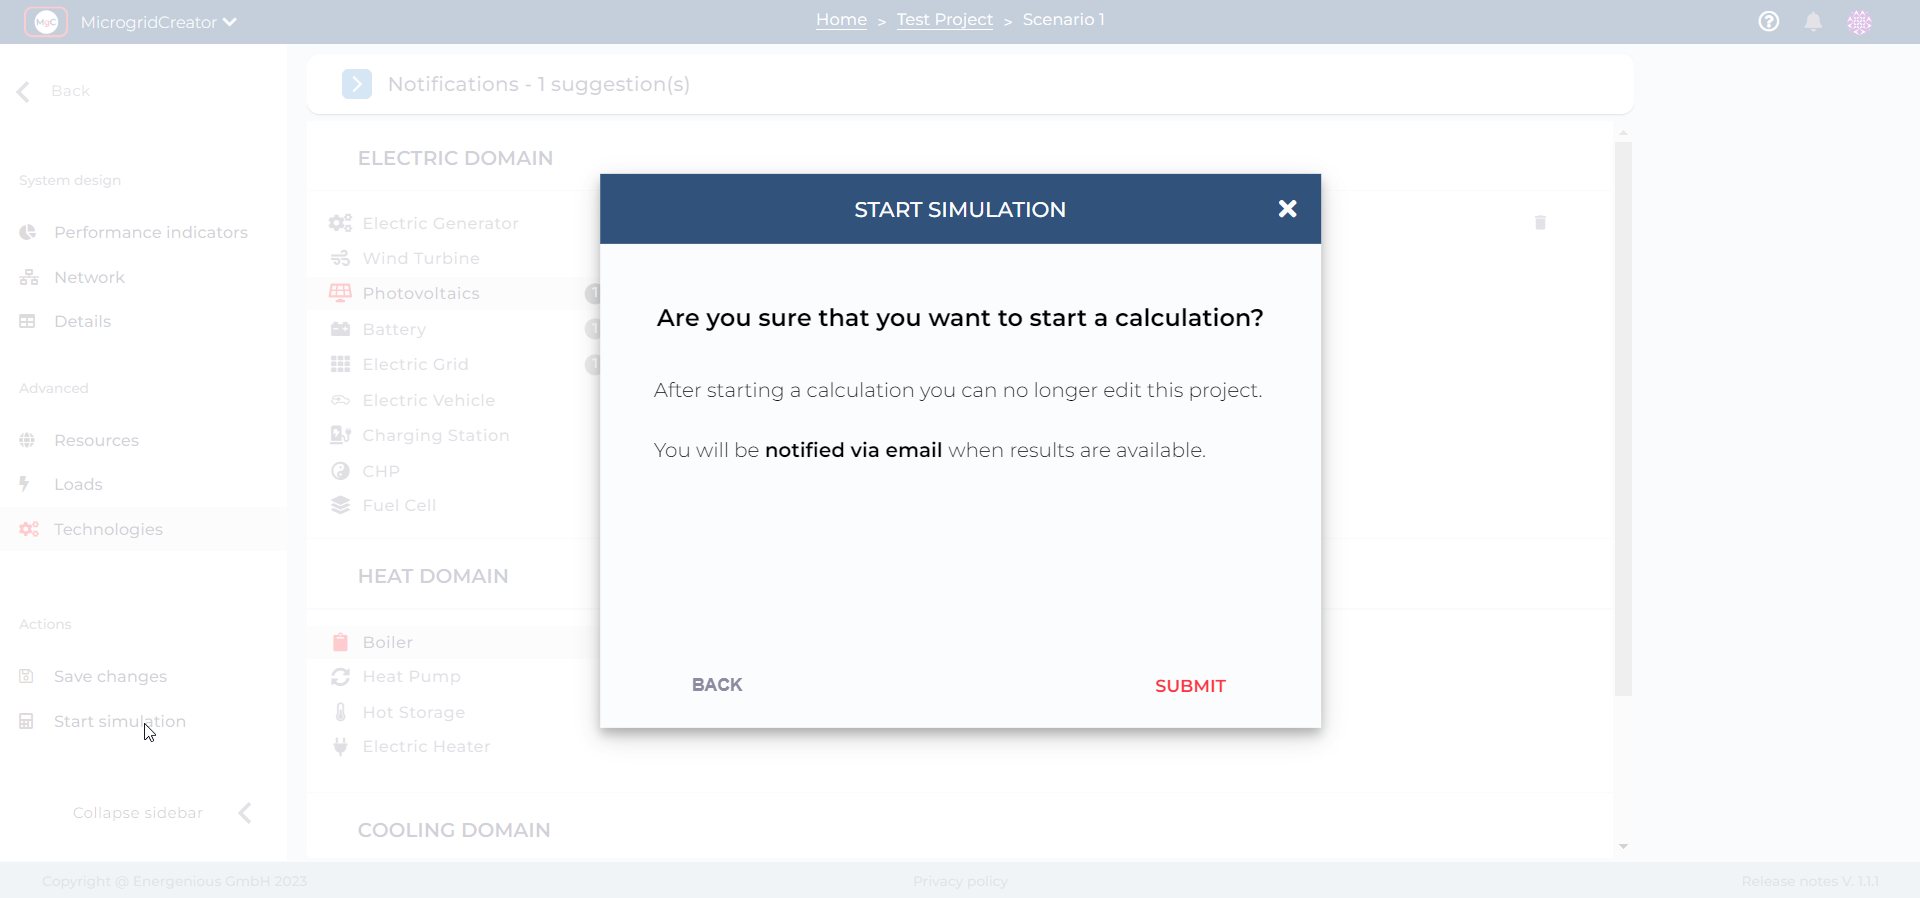 MgC MicrogridCreator
Home > Test Project > Scenario 1
Back
System design
Performance indicators
Network
Details
Advanced
Resources
Loads
Technologies
Actions
Save changes
Start simulation
Collapse sidebar
Notifications - 1 suggestion(s)
ELECTRIC DOMAIN
Electric Generator
Wind Turbine
Photovoltaics 1
Battery 1
Electric Grid 1
Electric Vehicle
Charging Station
CHP
Fuel Cell
HEAT DOMAIN
Boiler
Heat Pump
Hot Storage
Electric Heater
COOLING DOMAIN
START SIMULATION
Are you sure that you want to start a calculation?
After starting a calculation you can no longer edit this project.
You will be notified via email when results are available.
BACK
SUBMIT
Copyright @ Energenious GmbH 2023
Privacy policy
Release notes V. 1.1.1